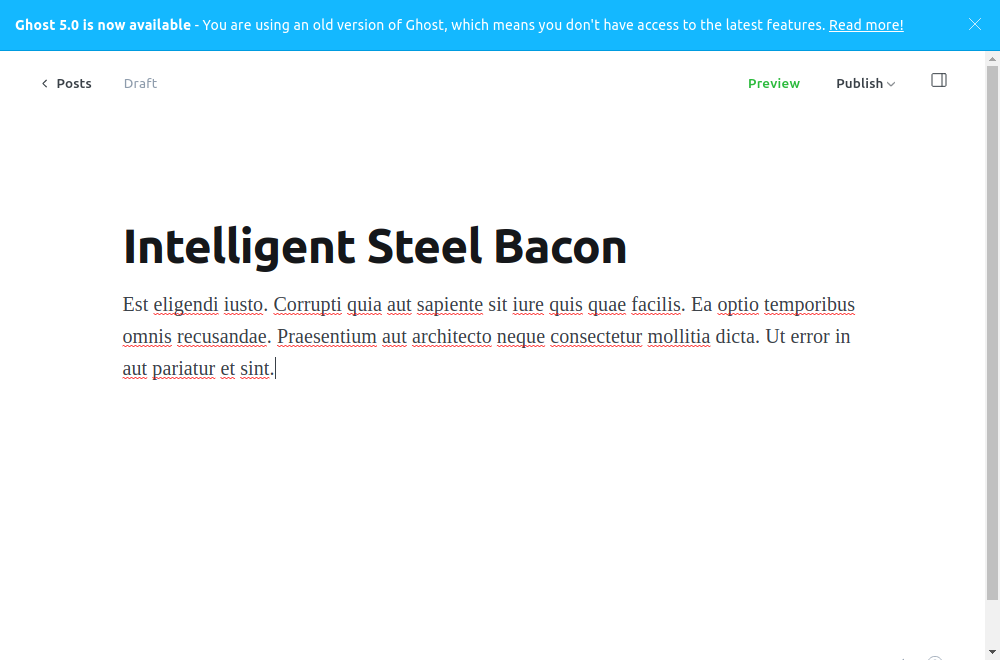 Ghost 5.0 is now available - You are using an old version of Ghost, which means you don't have access to the latest features. Read more!
Posts Draft Preview Publish
Intelligent Steel Bacon
Est eligendi iusto. Corrupti quia aut sapiente sit iure quis quae facilis. Ea optio temporibus
omnis recusandae. Praesentium aut architecto neque consectetur mollitia dicta. Ut error in
aut pariatur et sint.